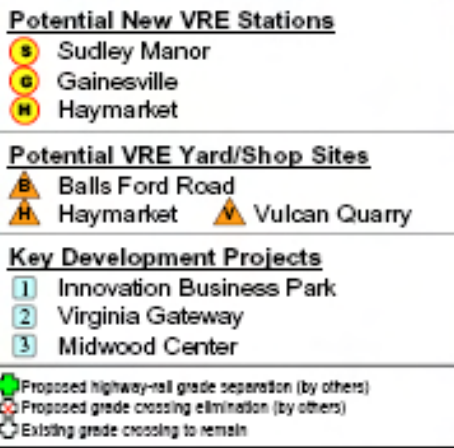 Potential New VRE Stations
S Sudley Manor
G Gainesville
H Haymarket
Potential VRE Yard/Shop Sites
B Balls Ford Road
H Haymarket V Vulcan Quarry
Key Development Projects
1 Innovation Business Park
2 Virginia Gateway
3 Midwood Center
Proposed highway-rail grade separation (by others)
Proposed grade crossing elimination (by others)
Existing grade crossing to remain